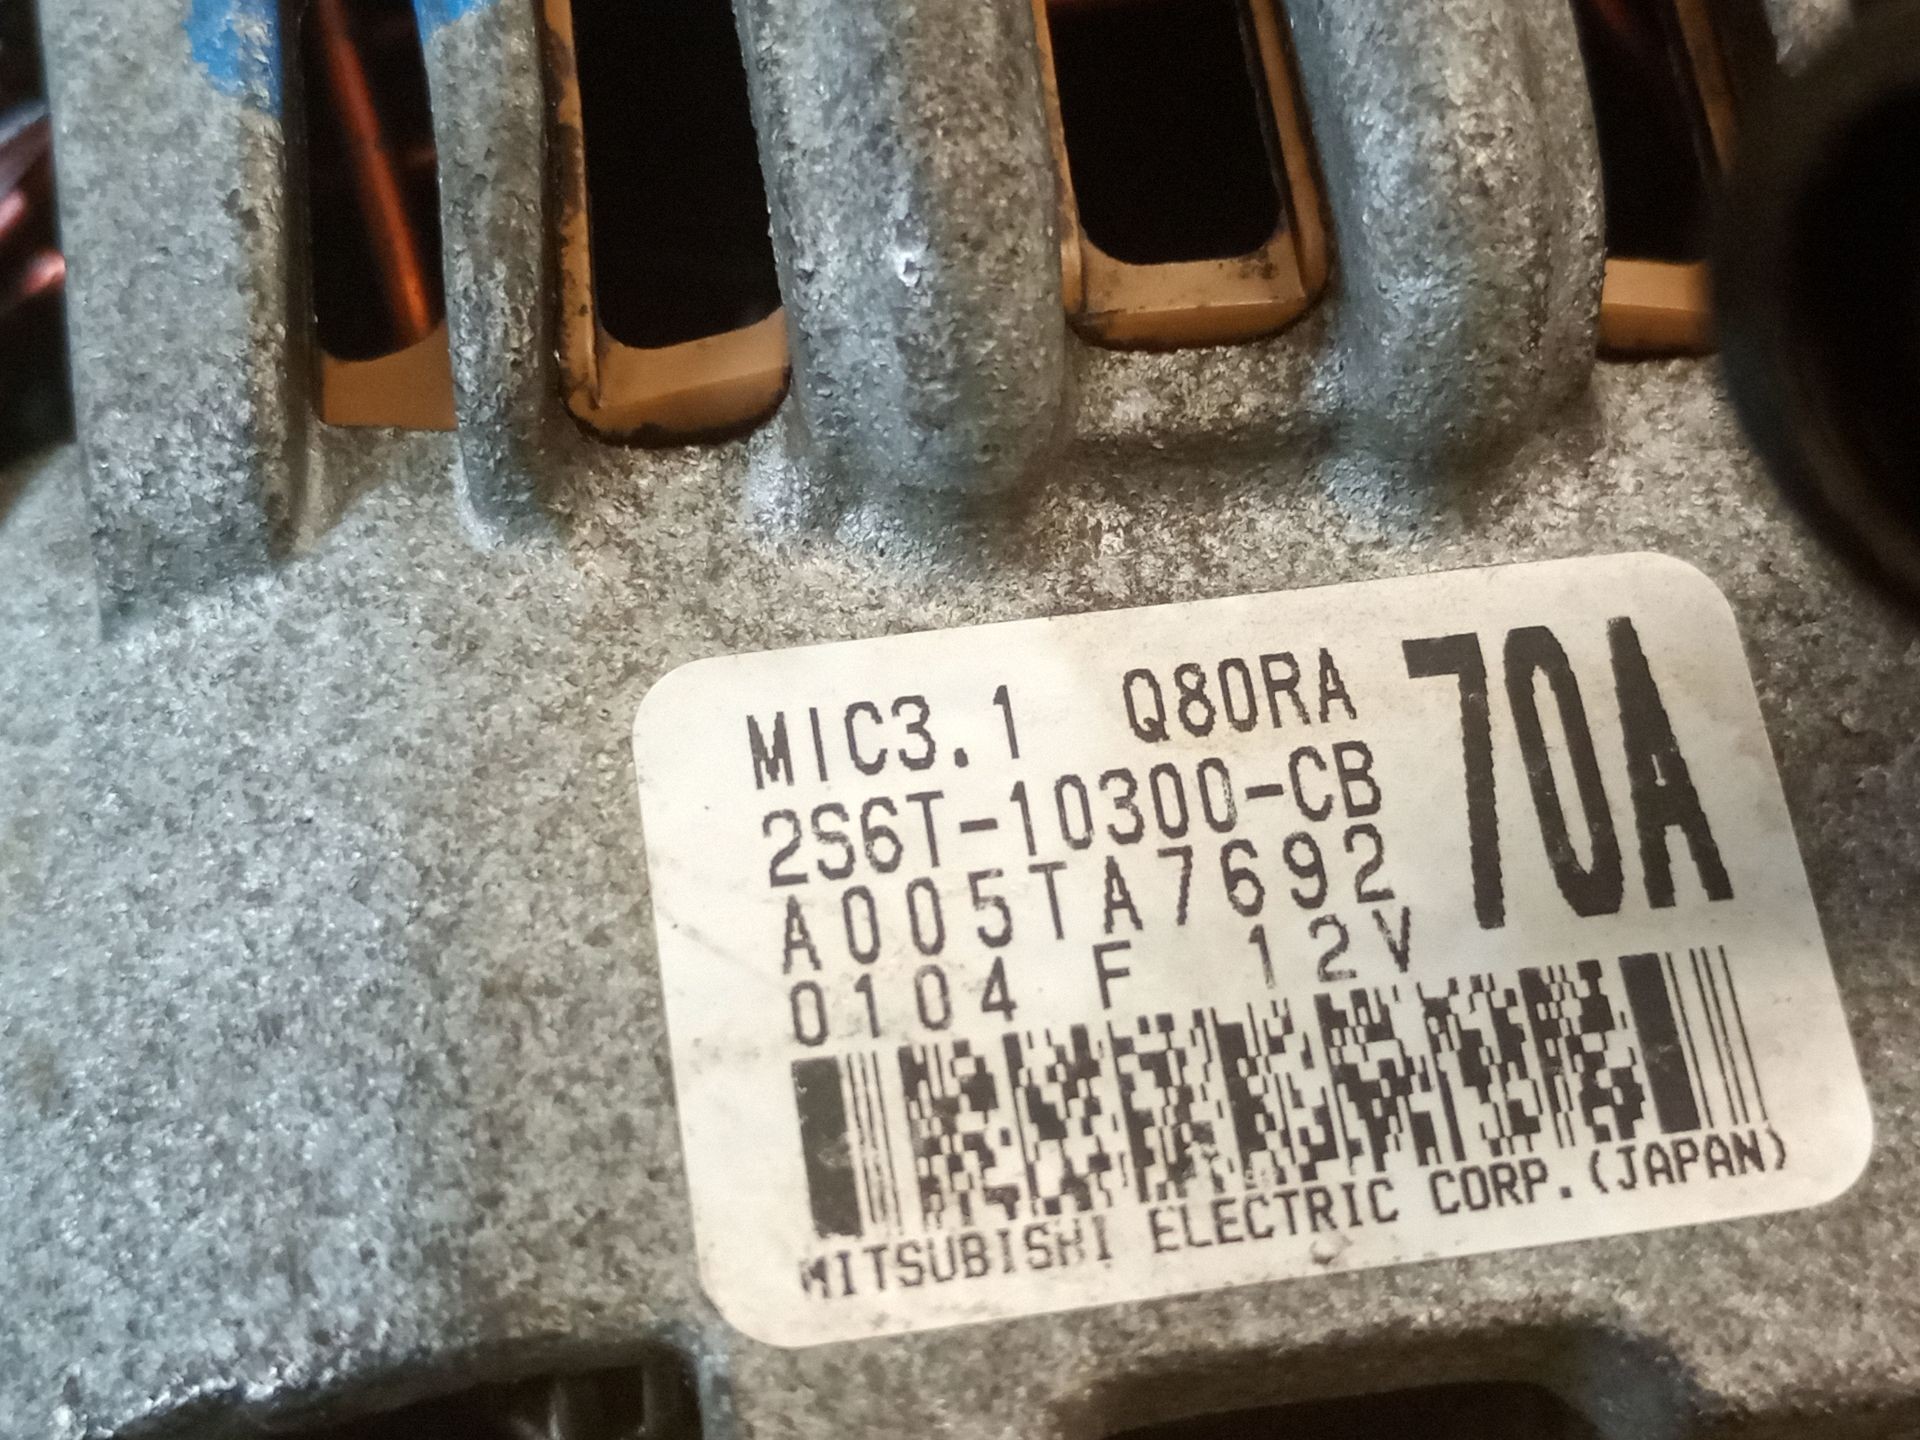 MIC3.1 Q80RA 70A
2S6T-10300-CB
A005TA7692
0104 F 12V
MITSUBISHI ELECTRIC CORP.(JAPAN)